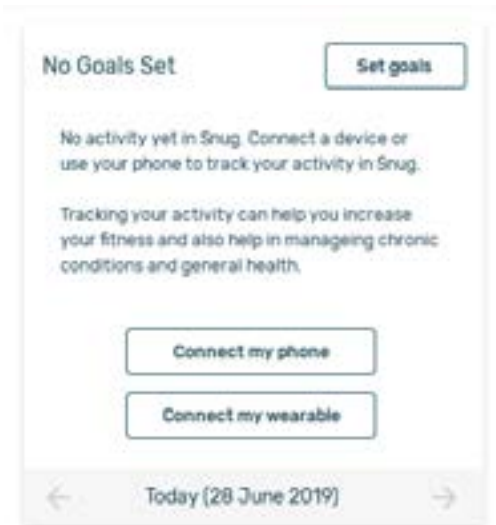 No Goals Set
Set goals
No activity yet in Snug. Connect a device or
use your phone to track your activity in Snug.
Tracking your activity can help you increase
your fitness and also help in manageing chronic
conditions and general health.
Connect my phone
Connect my wearable
Today (28 June 2019)